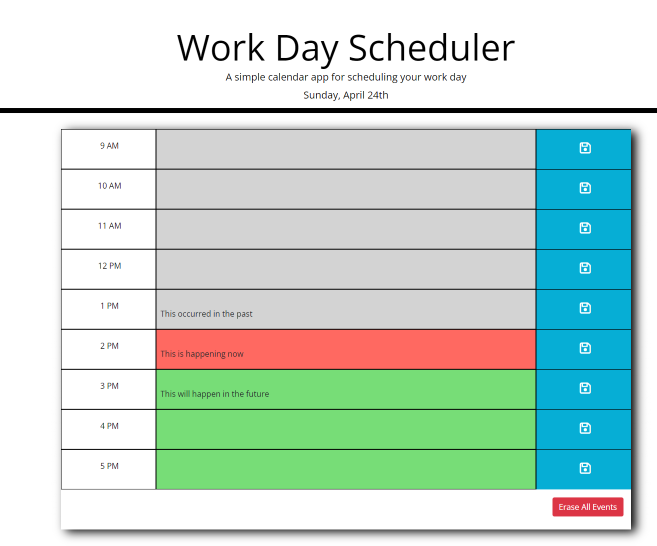 Work Day Scheduler
A simple calendar app for scheduling your work day
Sunday, April 24th
9 AM
10 AM
11 AM
12 PM
1 PM
This occurred in the past
2 PM
This is happening now
3 PM
This will happen in the future
4 PM
5 PM
Erase All Events